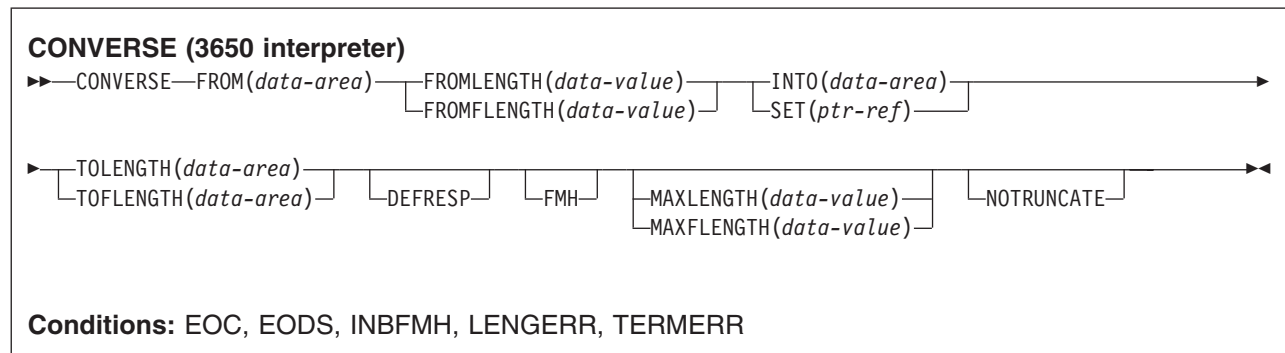 CONVERSE (3650 interpreter)
CONVERSE FROM(data-area) FROMLENGTH(data-value) INTO(data-area)
FROMFLENGTH(data-value) SET(ptr-ref)
TOLENGTH(data-area)
TOFLENGTH(data-area) DEFRESP FMH MAXLENGTH(data-value) NOTRUNCATE
MAXFLENGTH(data-value)
Conditions: EOC, EODS, INBFMH, LENGERR, TERMERR